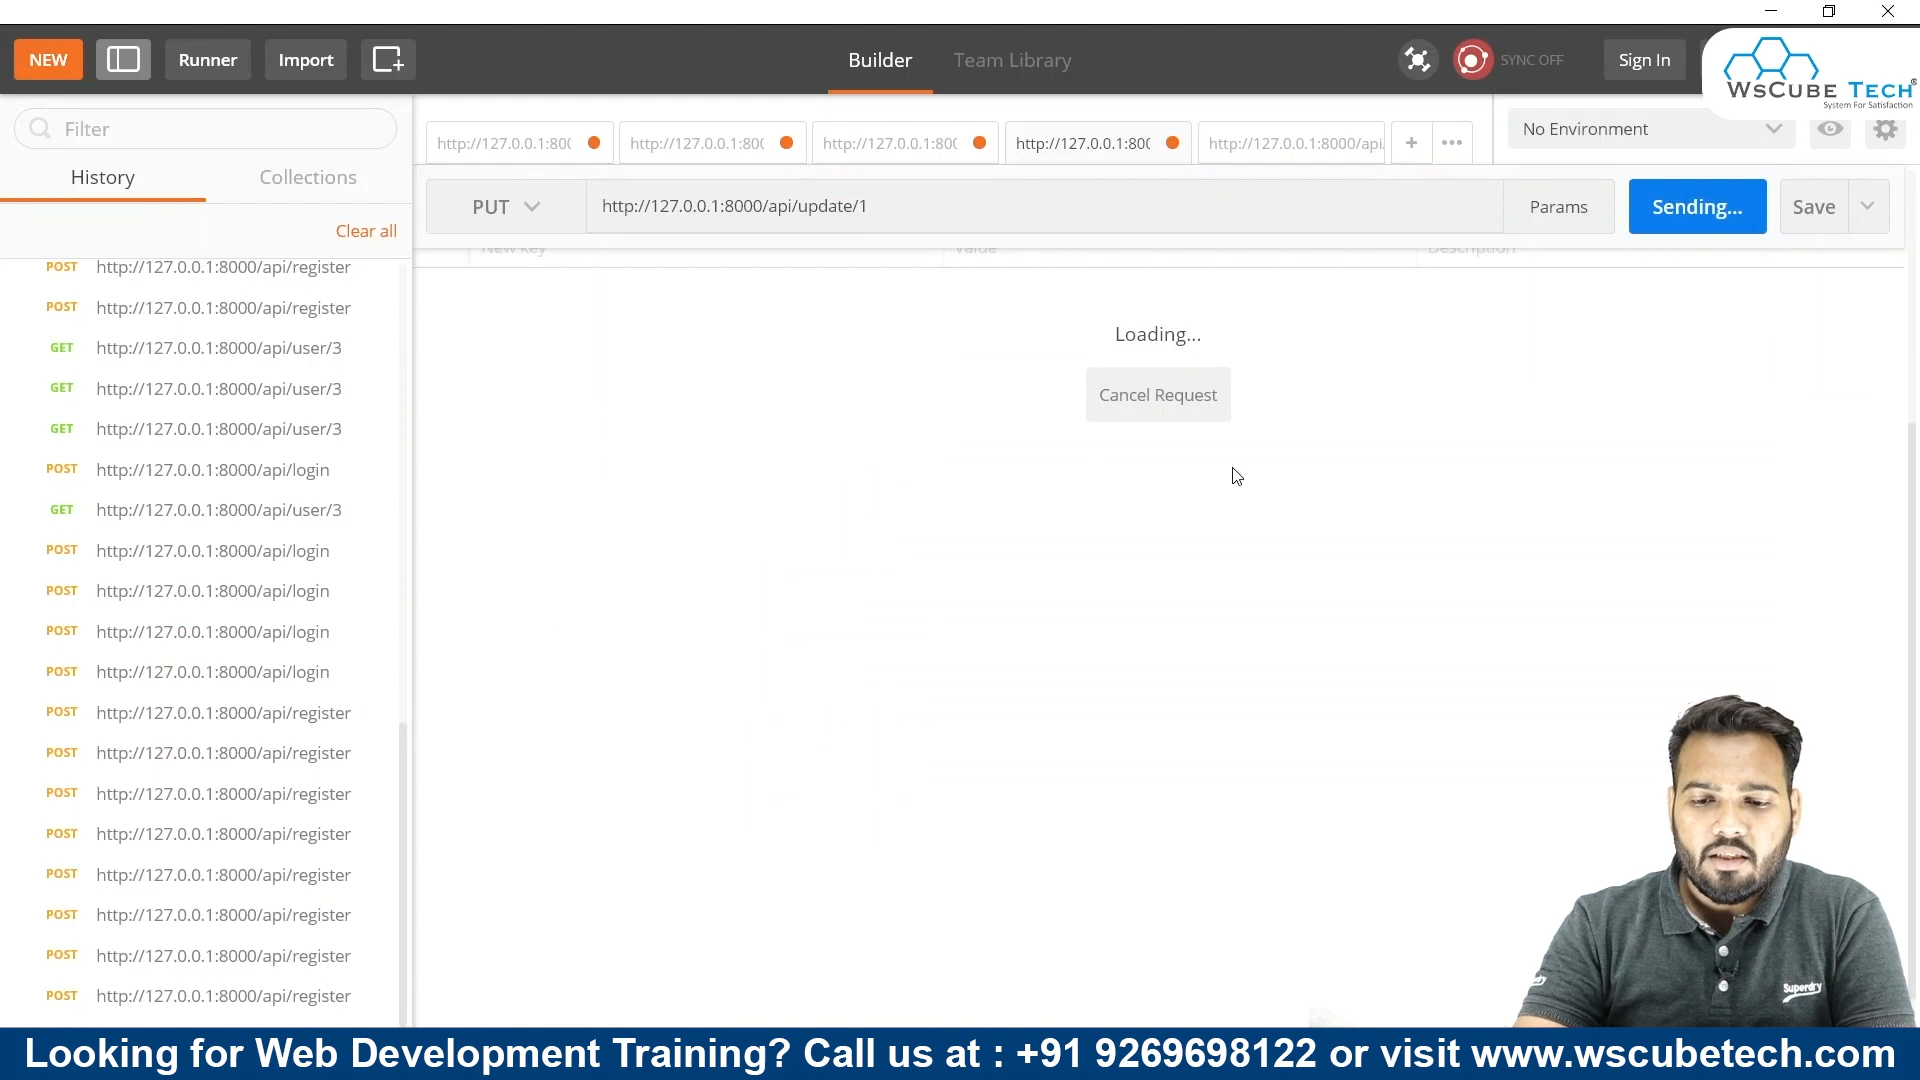 NEW
Runner
Import
Builder
Team Library
SYNC OFF
Sign In
WsCube Tech®
System For Satisfaction
Filter
History
Collections
Clear all
http://127.0.0.1:800
http://127.0.0.1:800
http://127.0.0.1:800
http://127.0.0.1:800
http://127.0.0.1:8000/api.
+
No Environment
PUT
http://127.0.0.1:8000/api/update/1
Params
Sending...
Save
New key
Value
Description
Loading...
Cancel Request
POST http://127.0.0.1:8000/api/register
POST http://127.0.0.1:8000/api/register
GET http://127.0.0.1:8000/api/user/3
GET http://127.0.0.1:8000/api/user/3
GET http://127.0.0.1:8000/api/user/3
POST http://127.0.0.1:8000/api/login
GET http://127.0.0.1:8000/api/user/3
POST http://127.0.0.1:8000/api/login
POST http://127.0.0.1:8000/api/login
POST http://127.0.0.1:8000/api/login
POST http://127.0.0.1:8000/api/login
POST http://127.0.0.1:8000/api/register
POST http://127.0.0.1:8000/api/register
POST http://127.0.0.1:8000/api/register
POST http://127.0.0.1:8000/api/register
POST http://127.0.0.1:8000/api/register
POST http://127.0.0.1:8000/api/register
POST http://127.0.0.1:8000/api/register
POST http://127.0.0.1:8000/api/register
Superdry
Looking for Web Development Training? Call us at : +91 9269698122 or visit www.wscubetech.com